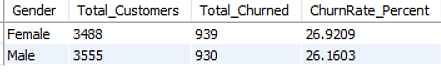 Gender Total_Customers Total_Churned ChurnRate_Percent
Female 3488 939 26.9209
Male 3555 930 26.1603